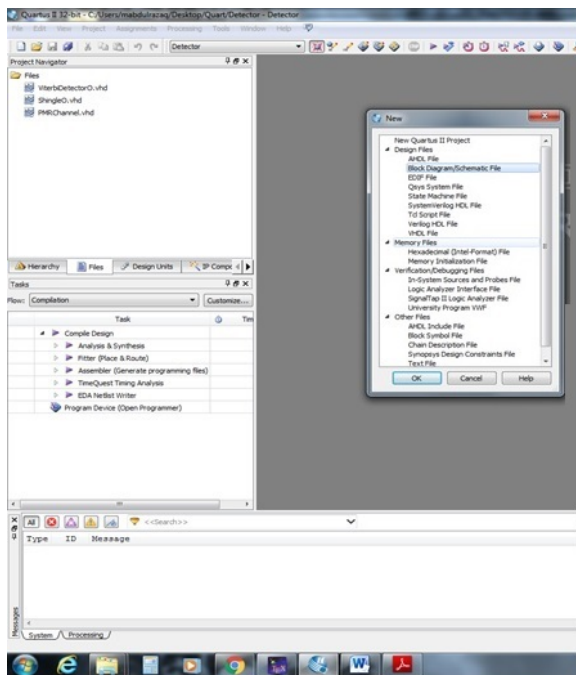 Quartus II 32-bit - C:/Users/mabdulrazaq/Desktop/Quart/Detector - Detector
File Edit View Project Assignments Processing Tools Window Help
Detector
Project Navigator
Files
ViterbiDetectorO.vhd
ShingleO.vhd
PMRChannel.vhd
Hierarchy Files Design Units IP Compc
Tasks
Flow: Compilation Customize...
Task Tim
Compile Design
Analysis & Synthesis
Fitter (Place & Route)
Assembler (Generate programming files)
TimeQuest Timing Analysis
EDA Netlist Writer
Program Device (Open Programmer)
New
New Quartus II Project
Design Files
AHDL File
Block Diagram/Schematic File
EDIF File
Qsys System File
State Machine File
SystemVerilog HDL File
Tcl Script File
Verilog HDL File
VHDL File
Memory Files
Hexadecimal (Intel-Format) File
Memory Initialization File
Verification/Debugging Files
In-System Sources and Probes File
Logic Analyzer Interface File
SignalTap II Logic Analyzer File
University Program VWF
Other Files
AHDL Include File
Block Symbol File
Chain Description File
Synopsys Design Constraints File
Text File
OK Cancel Help
All <<Search>>
Type ID Message
Messages
System Processing